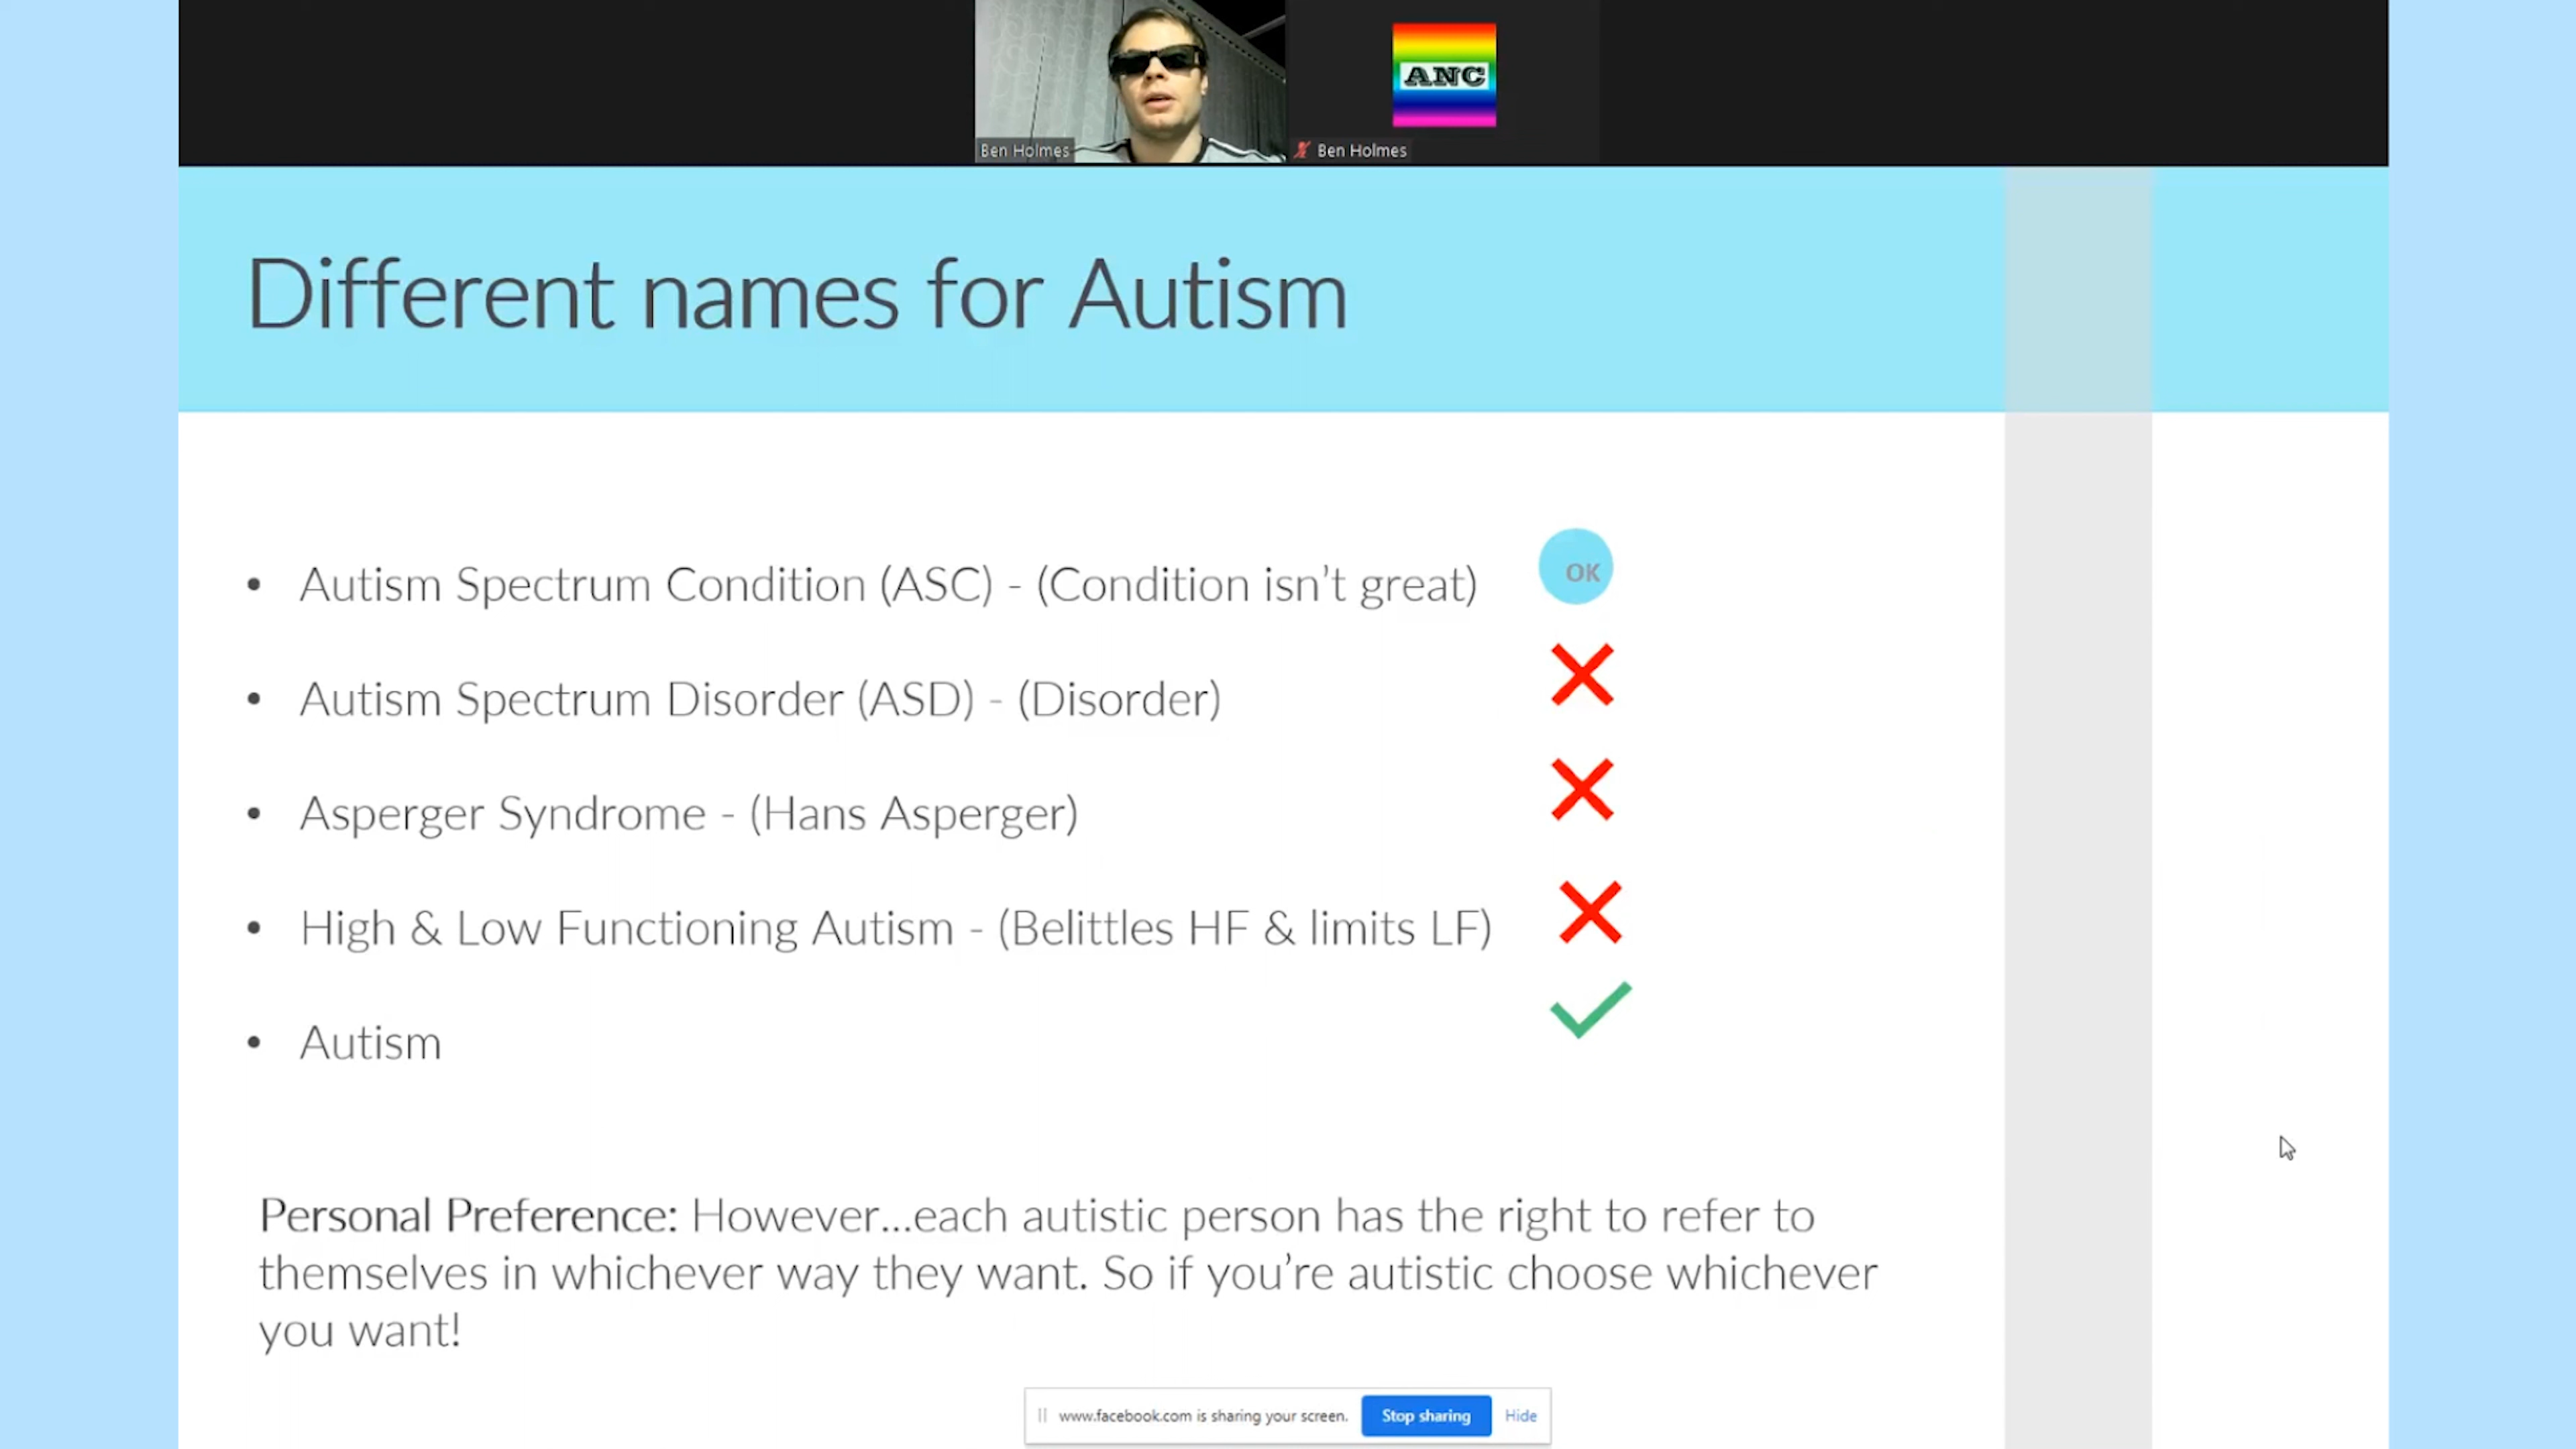 ANC
Ben Holmes
Ben Holmes
Different names for Autism
• Autism Spectrum Condition (ASC) - (Condition isn’t great)
OK
• Autism Spectrum Disorder (ASD) - (Disorder)
• Asperger Syndrome - (Hans Asperger)
• High & Low Functioning Autism - (Belittles HF & limits LF)
• Autism
Personal Preference: However...each autistic person has the right to refer to
themselves in whichever way they want. So if you’re autistic choose whichever
you want!
www.facebook.com is sharing your screen. Stop sharing Hide